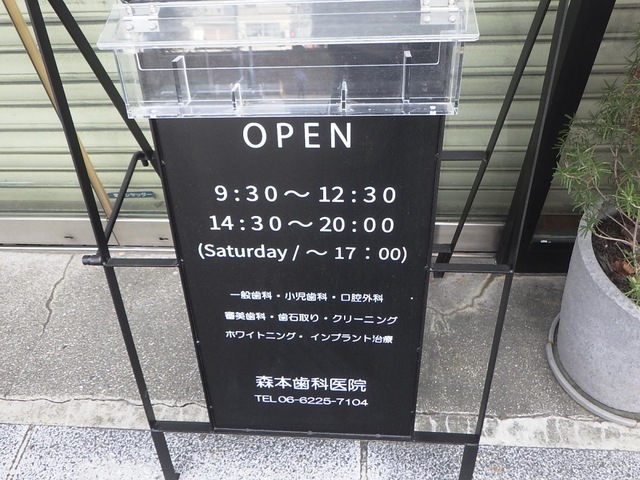 OPEN
9:30～12:30
14:30～20:00
(Saturday / ～ 17：00)
一般歯科・小児歯科・口腔外科
審美歯科・歯石取り・クリーニング
ホワイトニング・ インプラント治療
森本歯科医院
TEL 06-6225-7104